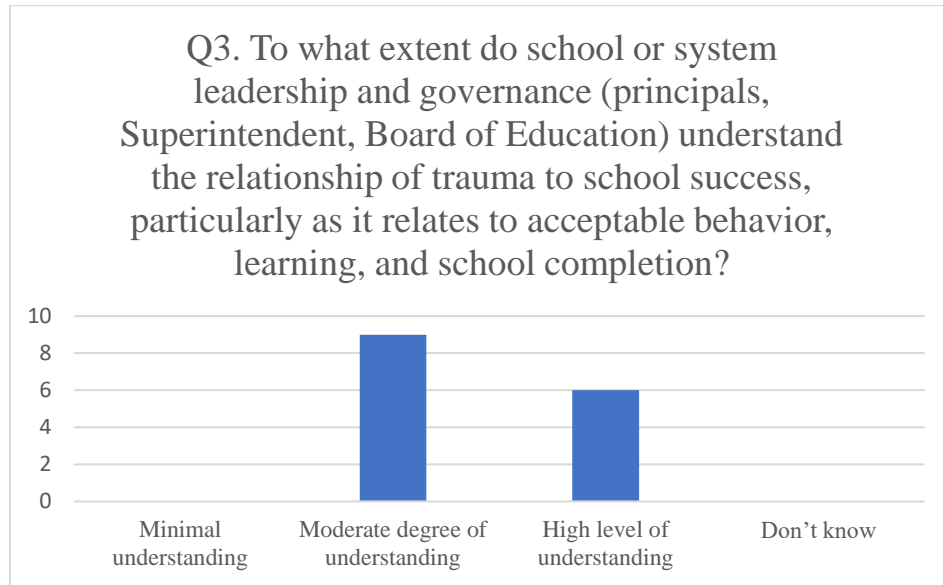 Q3. To what extent do school or system
leadership and governance (principals,
Superintendent, Board of Education) understand
the relationship of trauma to school success,
particularly as it relates to acceptable behavior,
learning, and school completion?
10
8
6
4
2
0
Minimal
understanding
Moderate degree of
understanding
High level of
understanding
Don’t know